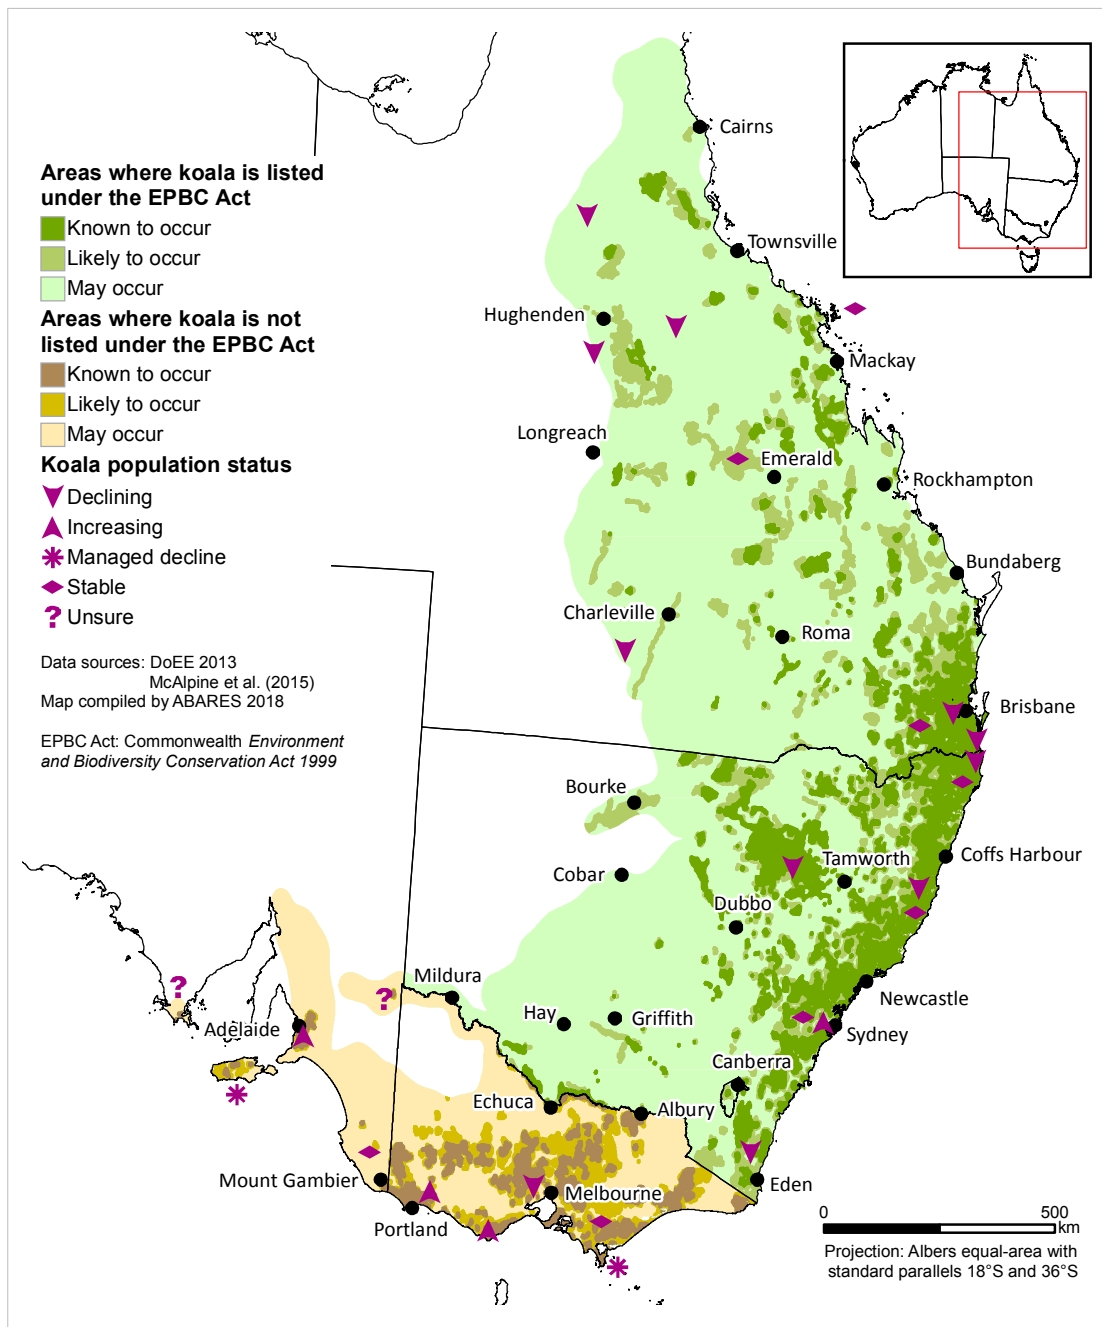 Areas where koala is listed
under the EPBC Act
Known to occur
Likely to occur
May occur
Areas where koala is not
listed under the EPBC Act
Known to occur
Likely to occur
May occur
Koala population status
Declining
Increasing
Managed decline
Stable
? Unsure
Data sources: DoEE 2013
McAlpine et al. (2015)
Map compiled by ABARES 2018
EPBC Act: Commonwealth Environment
and Biodiversity Conservation Act 1999
Cairns
Townsville
Hughenden
Mackay
Longreach
Emerald
Rockhampton
Bundaberg
Charleville
Roma
Brisbane
Bourke
Cobar
Tamworth
Coffs Harbour
Dubbo
Mildura
?
?
Newcastle
Hay
Griffith
Adelaide
Sydney
Canberra
Echuca
Albury
Mount Gambier
Melbourne
Eden
Portland
0 500
km
Projection: Albers equal-area with
standard parallels 18°S and 36°S